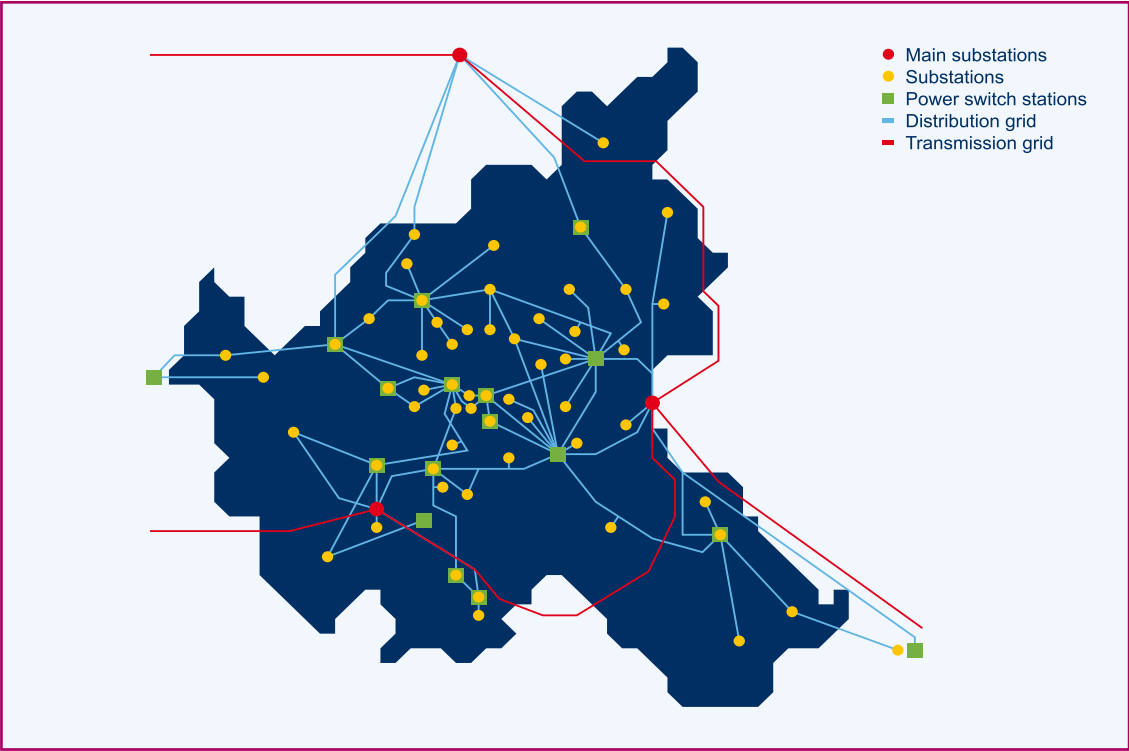 Main substations
Substations
Power switch stations
Distribution grid
Transmission grid